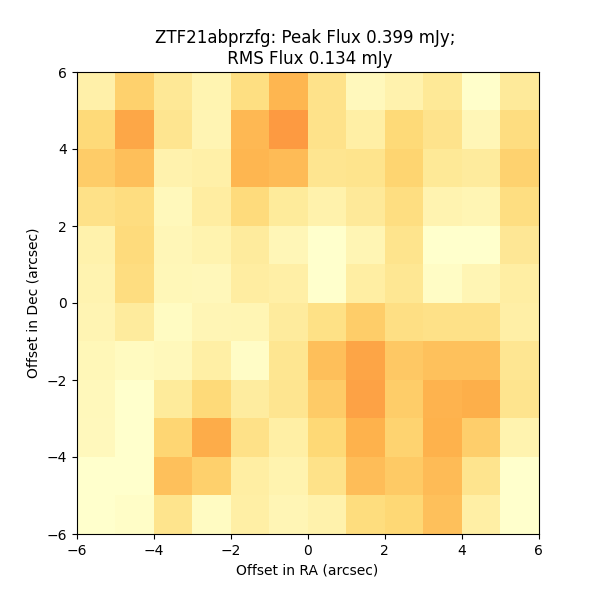 ZTF21abprzfg: Peak Flux 0.399 mJy;
RMS Flux 0.134 mJy
6
4
2
0
−2
−4
−6
Offset in Dec (arcsec)
−6 −4 −2 0 2 4 6
Offset in RA (arcsec)